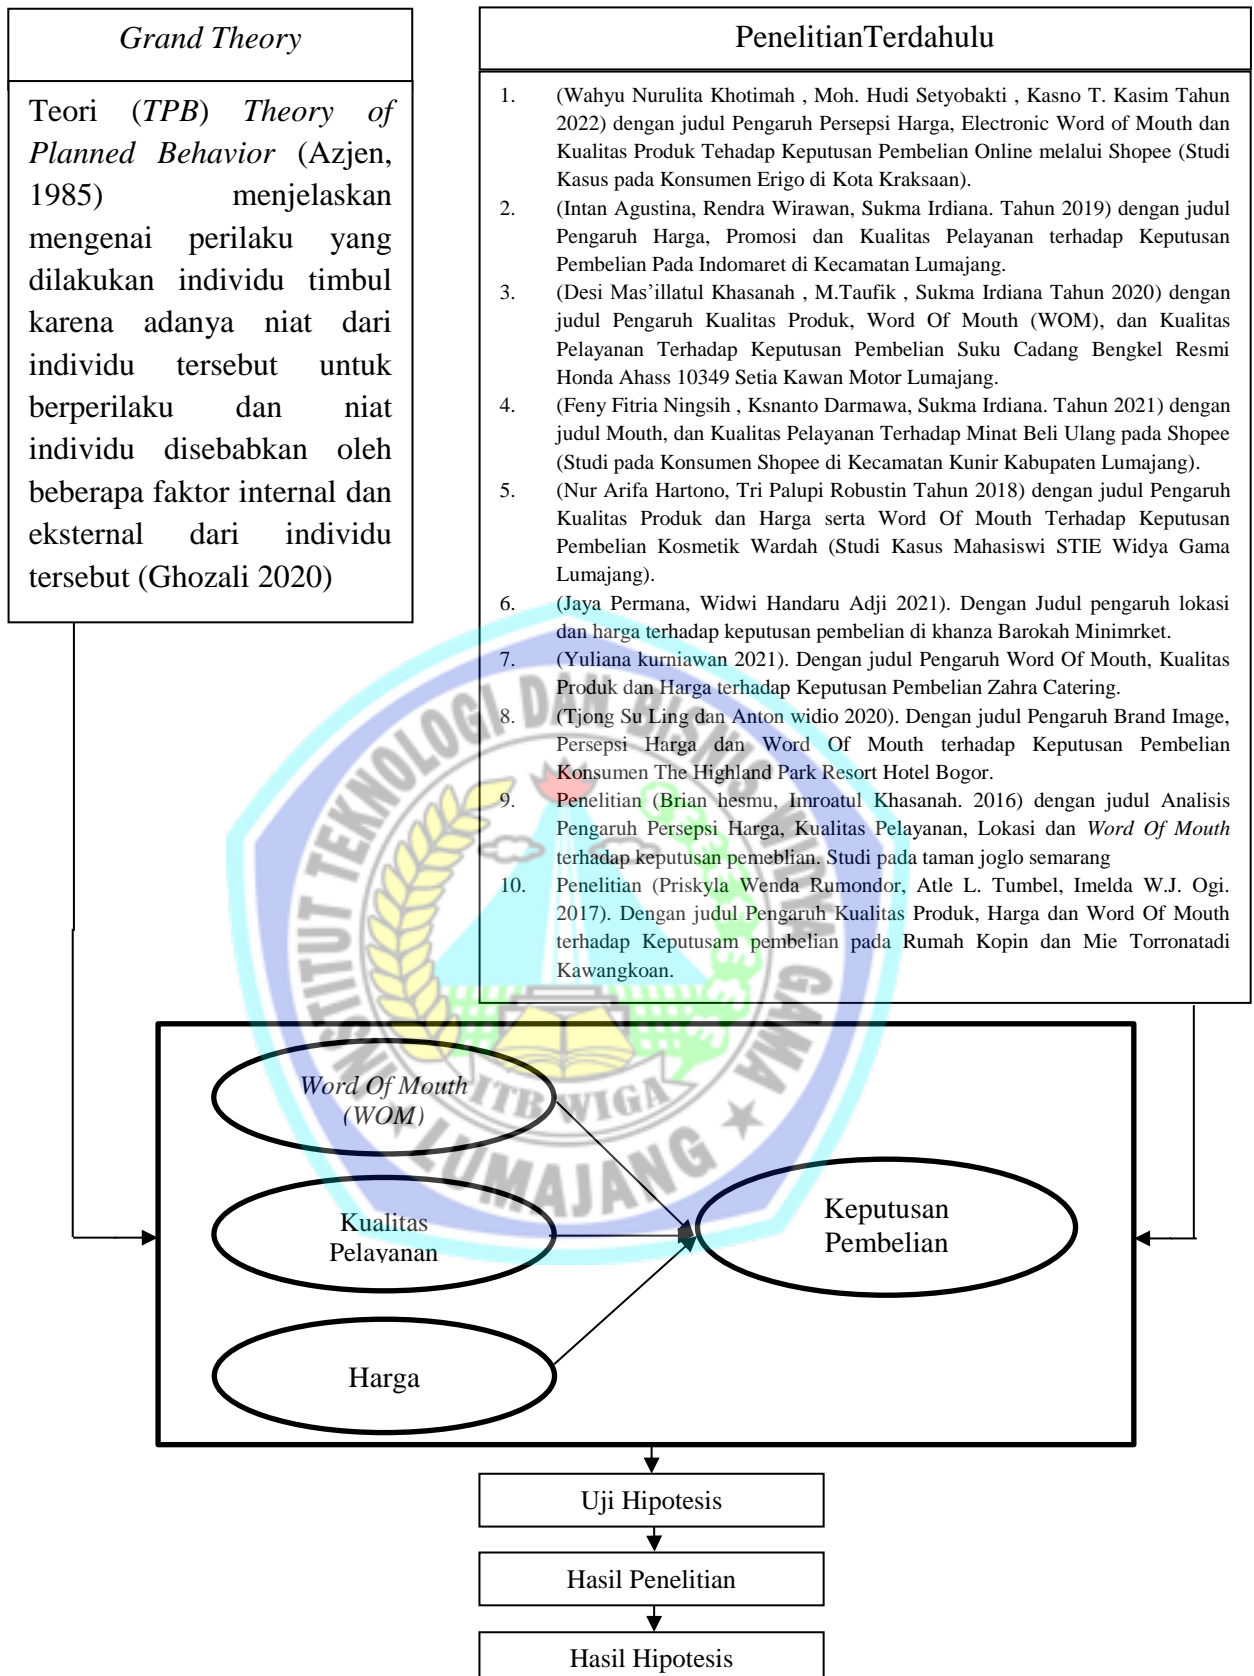 Grand Theory
Teori (TPB) Theory of
Planned Behavior (Azjen,
1985) menjelaskan
mengenai perilaku yang
dilakukan individu timbul
karena adanya niat dari
individu tersebut untuk
berperilaku dan niat
individu disebabkan oleh
beberapa faktor internal dan
eksternal dari individu
tersebut (Ghozali 2020)
PenelitianTerdahulu
1. (Wahyu Nurulita Khotimah , Moh. Hudi Setyobakti , Kasno T. Kasim Tahun
2022) dengan judul Pengaruh Persepsi Harga, Electronic Word of Mouth dan
Kualitas Produk Tehadap Keputusan Pembelian Online melalui Shopee (Studi
Kasus pada Konsumen Erigo di Kota Kraksaan).
2. (Intan Agustina, Rendra Wirawan, Sukma Irdiana. Tahun 2019) dengan judul
Pengaruh Harga, Promosi dan Kualitas Pelayanan terhadap Keputusan
Pembelian Pada Indomaret di Kecamatan Lumajang.
3. (Desi Mas’illatul Khasanah , M.Taufik , Sukma Irdiana Tahun 2020) dengan
judul Pengaruh Kualitas Produk, Word Of Mouth (WOM), dan Kualitas
Pelayanan Terhadap Keputusan Pembelian Suku Cadang Bengkel Resmi
Honda Ahass 10349 Setia Kawan Motor Lumajang.
4. (Feny Fitria Ningsih , Ksnanto Darmawa, Sukma Irdiana. Tahun 2021) dengan
judul Mouth, dan Kualitas Pelayanan Terhadap Minat Beli Ulang pada Shopee
(Studi pada Konsumen Shopee di Kecamatan Kunir Kabupaten Lumajang).
5. (Nur Arifa Hartono, Tri Palupi Robustin Tahun 2018) dengan judul Pengaruh
Kualitas Produk dan Harga serta Word Of Mouth Terhadap Keputusan
Pembelian Kosmetik Wardah (Studi Kasus Mahasiswi STIE Widya Gama
Lumajang).
6. (Jaya Permana, Widwi Handaru Adji 2021). Dengan Judul pengaruh lokasi
dan harga terhadap keputusan pembelian di khanza Barokah Minimrket.
7. (Yuliana kurniawan 2021). Dengan judul Pengaruh Word Of Mouth, Kualitas
Produk dan Harga terhadap Keputusan Pembelian Zahra Catering.
8. (Tjong Su Ling dan Anton widio 2020). Dengan judul Pengaruh Brand Image,
Persepsi Harga dan Word Of Mouth terhadap Keputusan Pembelian
Konsumen The Highland Park Resort Hotel Bogor.
9. Penelitian (Brian hesmu, Imroatul Khasanah. 2016) dengan judul Analisis
Pengaruh Persepsi Harga, Kualitas Pelayanan, Lokasi dan Word Of Mouth
terhadap keputusan pemeblian. Studi pada taman joglo semarang
10. Penelitian (Priskyla Wenda Rumondor, Atle L. Tumbel, Imelda W.J. Ogi.
2017). Dengan judul Pengaruh Kualitas Produk, Harga dan Word Of Mouth
terhadap Keputusam pembelian pada Rumah Kopin dan Mie Torronatadi
Kawangkoan.
INSTITUT TEKNOLOGI DAN BISNIS WIDYA GAMA
ITB WIGA
LUMAJANG
Word Of Mouth
(WOM)
Kualitas
Pelayanan
Harga
Keputusan
Pembelian
Uji Hipotesis
Hasil Penelitian
Hasil Hipotesis